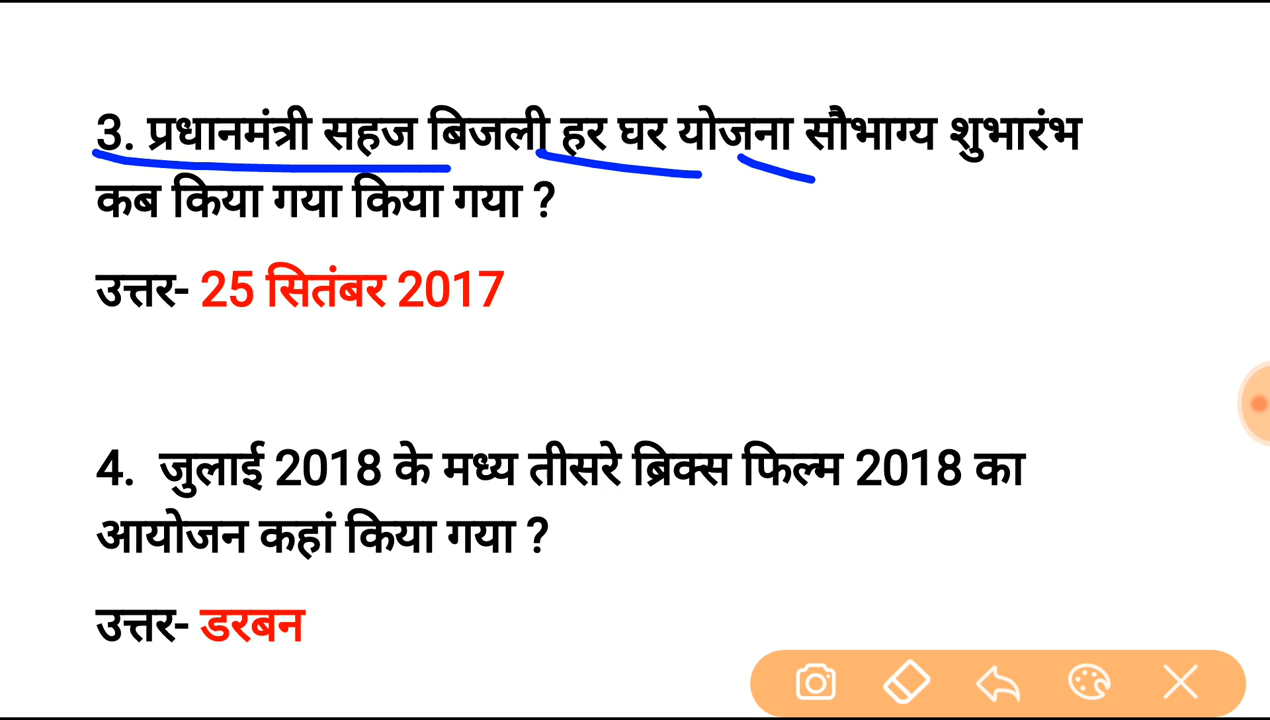 3. प्रधानमंत्री सहज बिजली हर घर योजना सौभाग्य शुभारंभ
कब किया गया किया गया ?
उत्तर- 25 सितंबर 2017
4. जुलाई 2018 के मध्य तीसरे ब्रिक्स फिल्म 2018 का
आयोजन कहां किया गया ?
उत्तर- डरबन